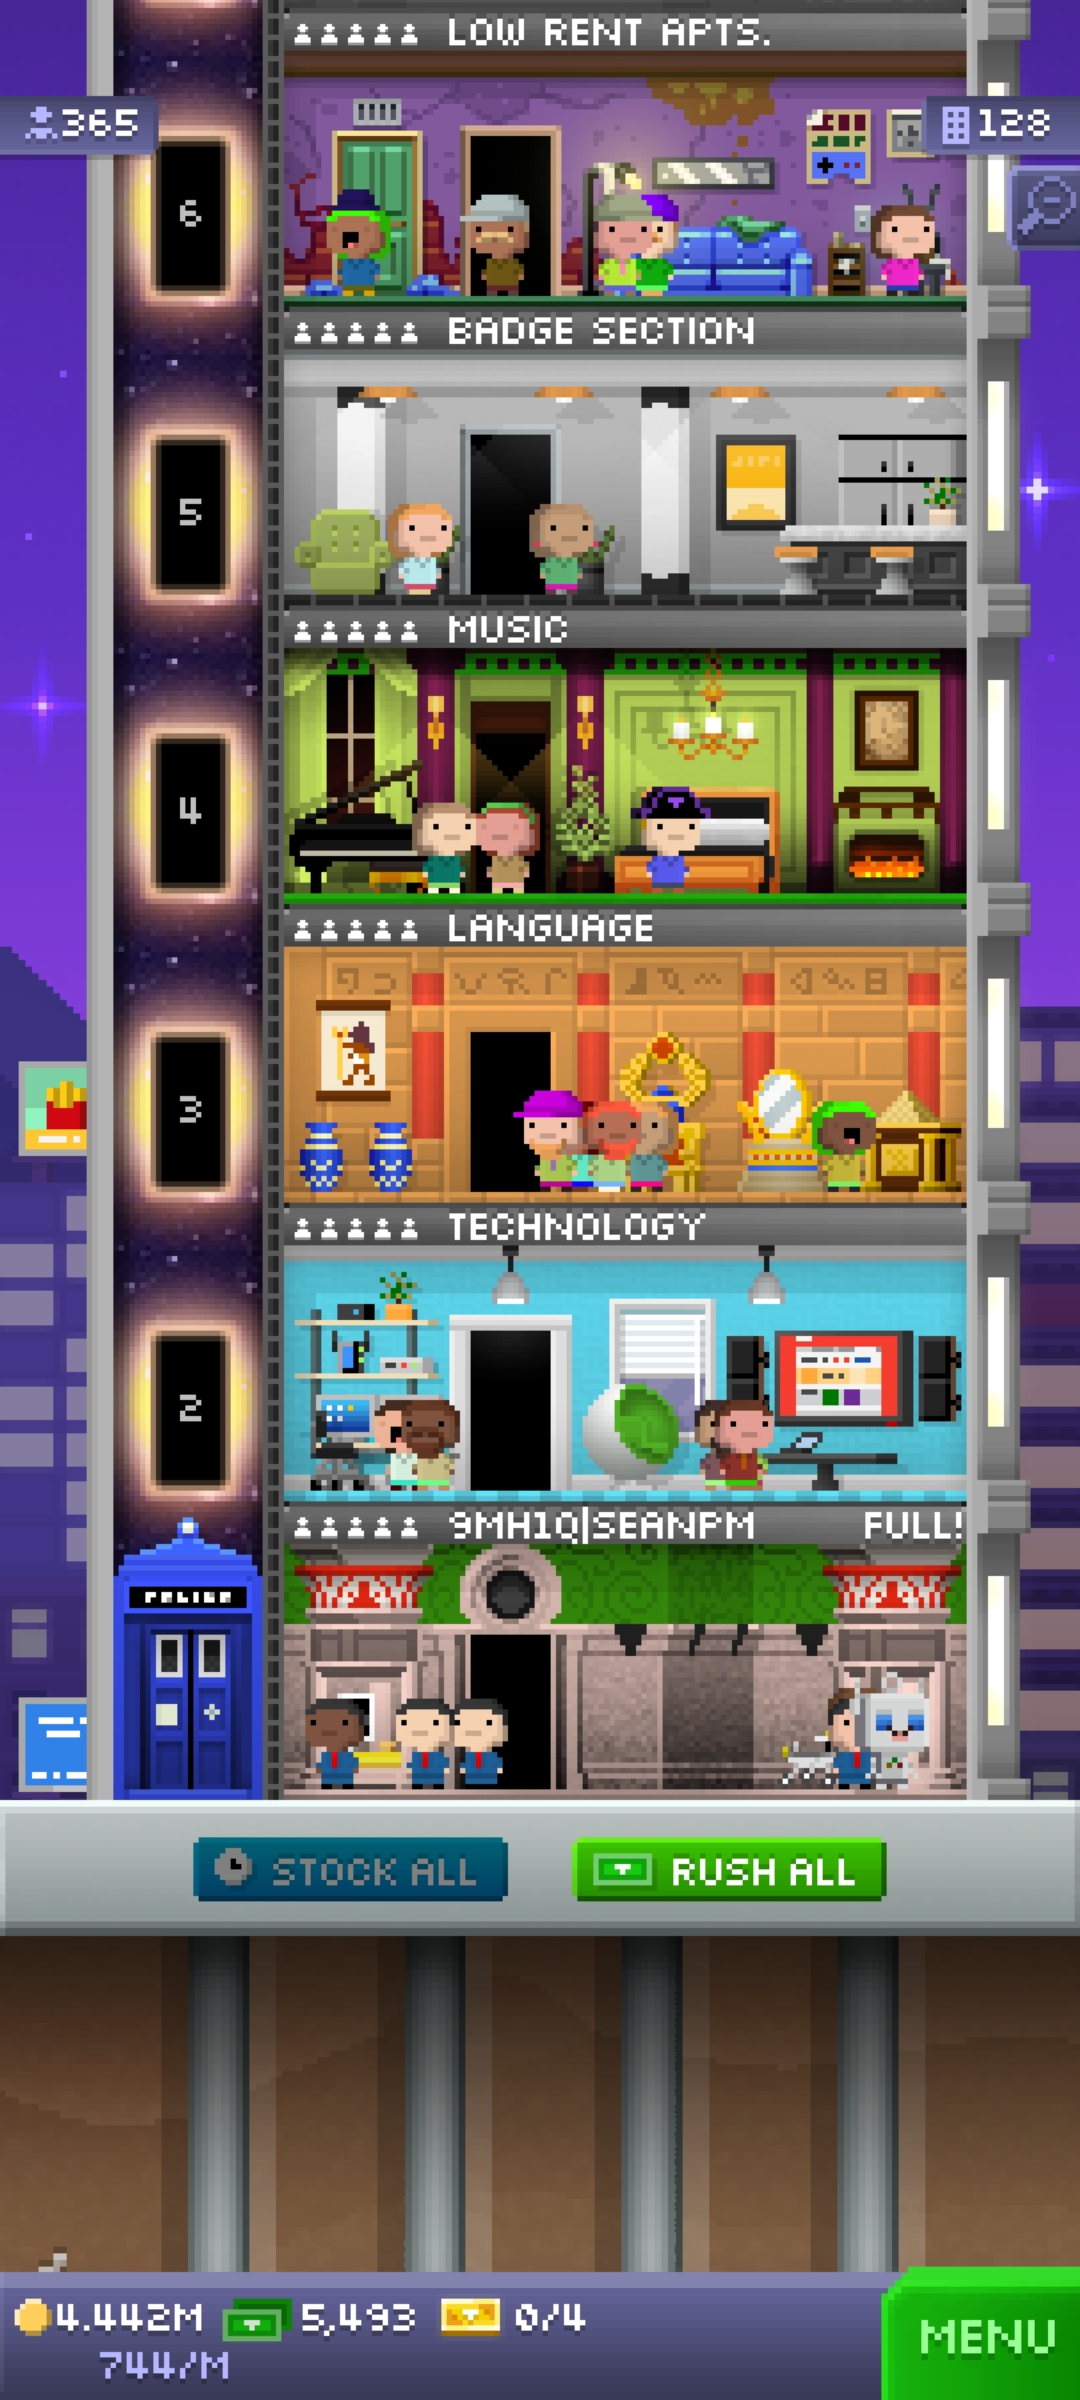 LOW RENT APTS.
365
128
6
BADGE SECTION
5
MUSIC
4
LANGUAGE
3
TECHNOLOGY
2
9MH1Q|SEANPM FULL!
POLICE
STOCK ALL
RUSH ALL
4.442M 5,493 0/4
744/M
MENU